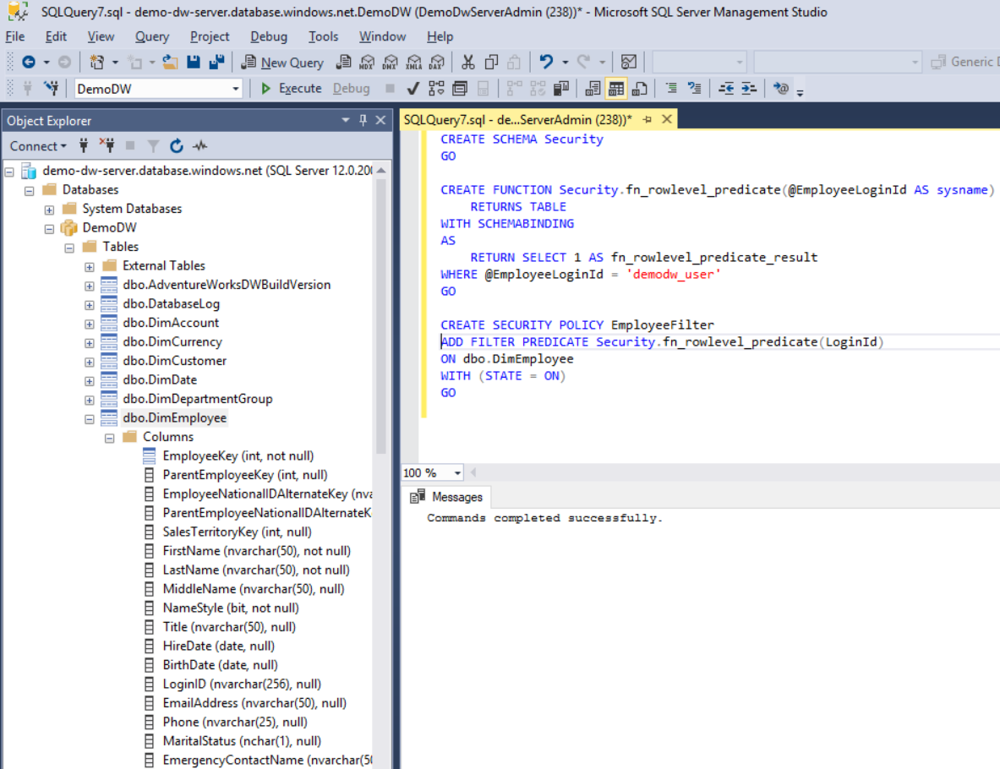 SQLQuery7.sql - demo-dw-server.database.windows.net.DemoDW (DemoDwServerAdmin (238))* - Microsoft SQL Server Management Studio
File Edit View Query Project Debug Tools Window Help
New Query MDX DMX XMLA DAX Generic D
DemoDW Execute Debug
Object Explorer
Connect
demo-dw-server.database.windows.net (SQL Server 12.0.200
Databases
System Databases
DemoDW
Tables
External Tables
dbo.AdventureWorksDWBuildVersion
dbo.DatabaseLog
dbo.DimAccount
dbo.DimCurrency
dbo.DimCustomer
dbo.DimDate
dbo.DimDepartmentGroup
dbo.DimEmployee
Columns
EmployeeKey (int, not null)
ParentEmployeeKey (int, null)
EmployeeNationalIDAlternateKey (nva
ParentEmployeeNationalIDAlternateK
SalesTerritoryKey (int, null)
FirstName (nvarchar(50), not null)
LastName (nvarchar(50), not null)
MiddleName (nvarchar(50), null)
NameStyle (bit, not null)
Title (nvarchar(50), null)
HireDate (date, null)
BirthDate (date, null)
LoginID (nvarchar(256), null)
EmailAddress (nvarchar(50), null)
Phone (nvarchar(25), null)
MaritalStatus (nchar(1), null)
EmergencyContactName (nvarchar(50
SQLQuery7.sql - de...ServerAdmin (238))*
CREATE SCHEMA Security
GO
CREATE FUNCTION Security.fn_rowlevel_predicate(@EmployeeLoginId AS sysname)
RETURNS TABLE
WITH SCHEMABINDING
AS
RETURN SELECT 1 AS fn_rowlevel_predicate_result
WHERE @EmployeeLoginId = 'demodw_user'
GO
CREATE SECURITY POLICY EmployeeFilter
ADD FILTER PREDICATE Security.fn_rowlevel_predicate(LoginId)
ON dbo.DimEmployee
WITH (STATE = ON)
GO
100 %
Messages
Commands completed successfully.